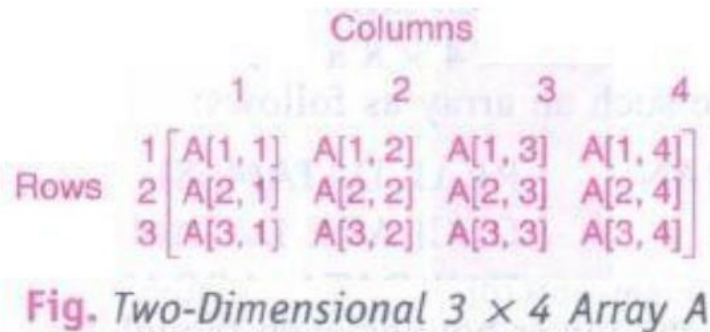 Columns
1 2 3 4
1 A[1, 1] A[1, 2] A[1, 3] A[1, 4]
Rows 2 A[2, 1] A[2, 2] A[2, 3] A[2, 4]
3 A[3, 1] A[3, 2] A[3, 3] A[3, 4]
Fig. Two-Dimensional 3 × 4 Array A